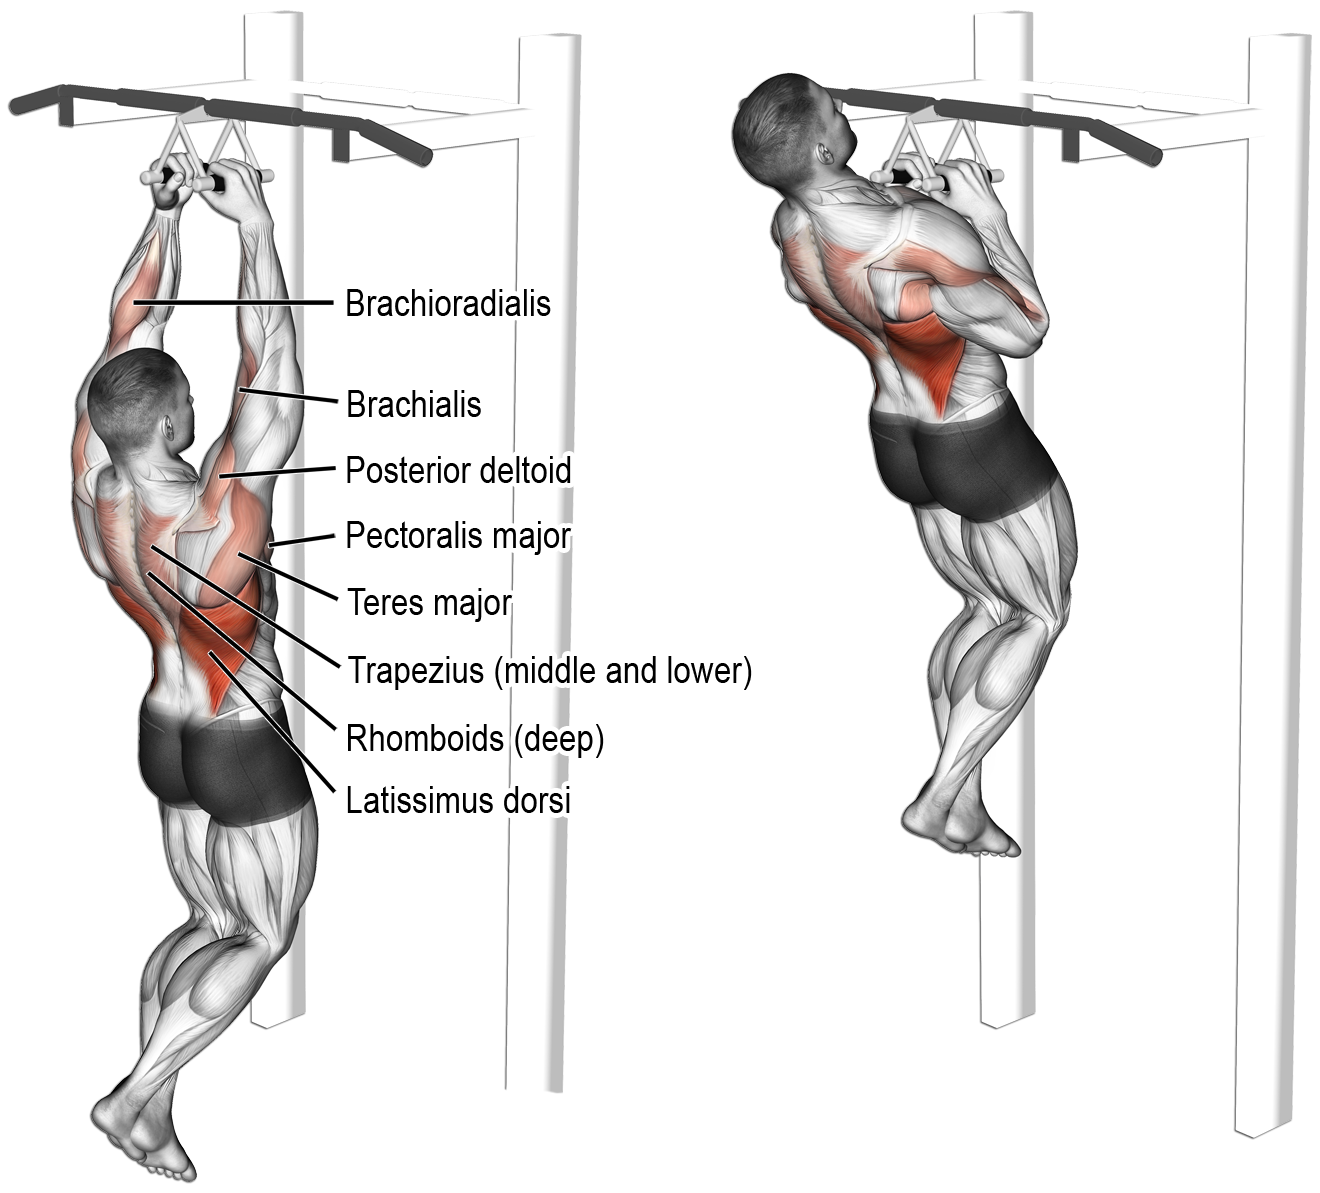 Brachioradialis
Brachialis
Posterior deltoid
Pectoralis major
Teres major
Trapezius (middle and lower)
Rhomboids (deep)
Latissimus dorsi